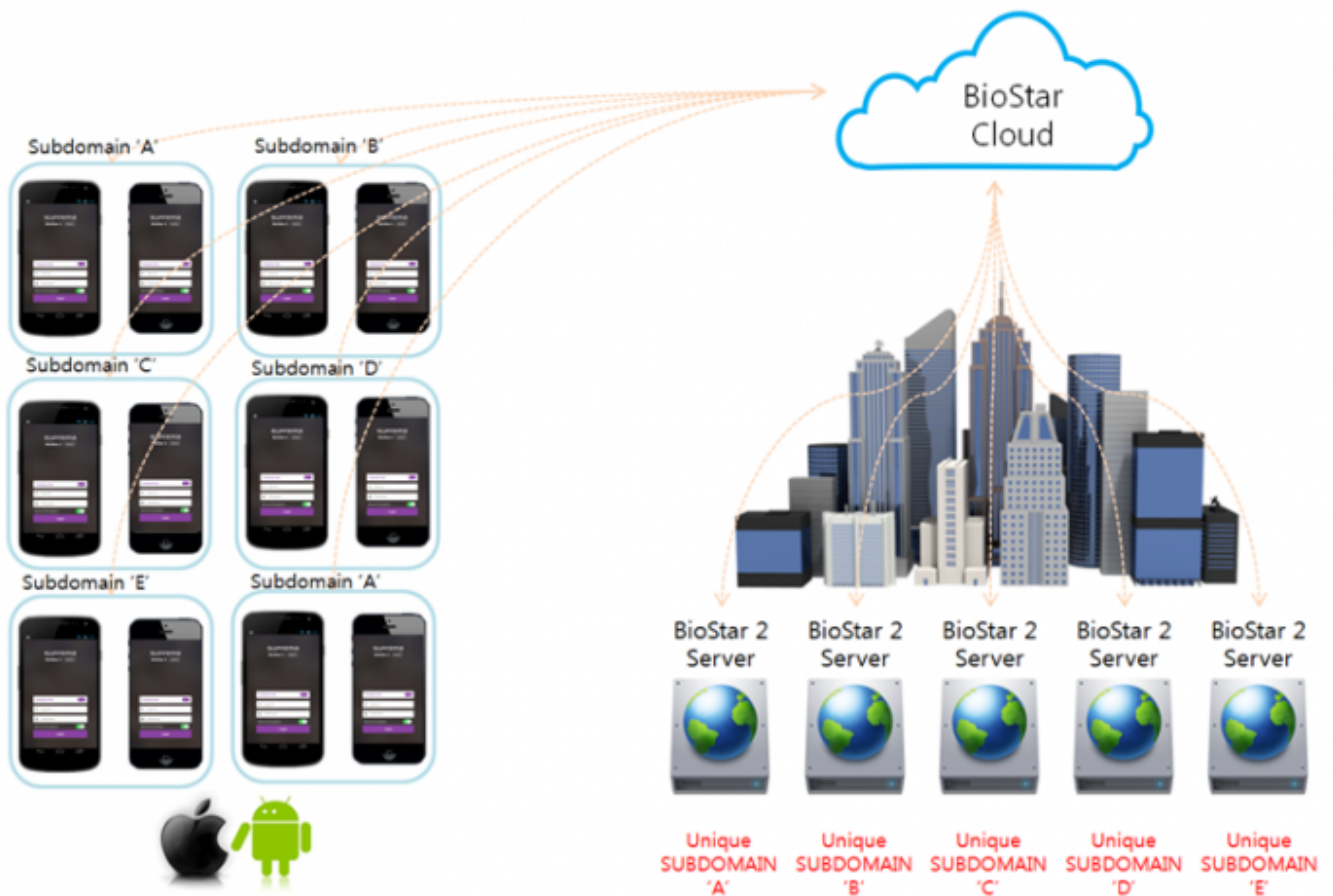 BioStar
Cloud
Subdomain 'A'
Subdomain 'B'
Subdomain 'C'
Subdomain 'D'
Subdomain 'E'
Subdomain 'A'
BioStar 2
Server
BioStar 2
Server
BioStar 2
Server
BioStar 2
Server
BioStar 2
Server
Unique
SUBDOMAIN
'A'
Unique
SUBDOMAIN
'B'
Unique
SUBDOMAIN
'C'
Unique
SUBDOMAIN
'D'
Unique
SUBDOMAIN
'E'